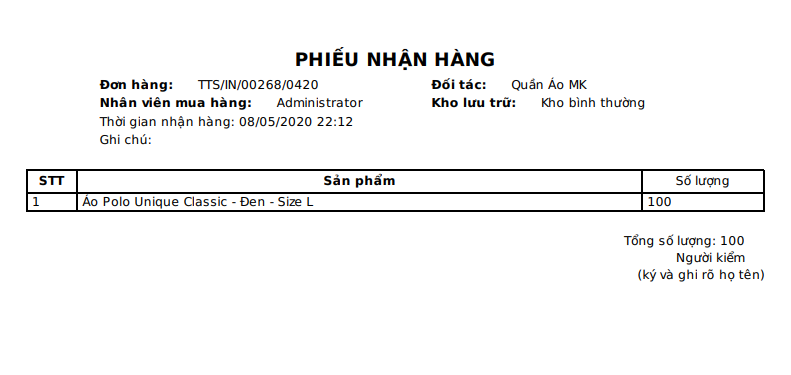 PHIẾU NHẬN HÀNG
Đơn hàng: TTS/IN/00268/0420 Đối tác: Quần Áo MK
Nhân viên mua hàng: Administrator Kho lưu trữ: Kho bình thường
Thời gian nhận hàng: 08/05/2020 22:12
Ghi chú:
STT Sản phẩm Số lượng
1 Áo Polo Unique Classic - Đen - Size L 100
Tổng số lượng: 100
Người kiểm
(ký và ghi rõ họ tên)